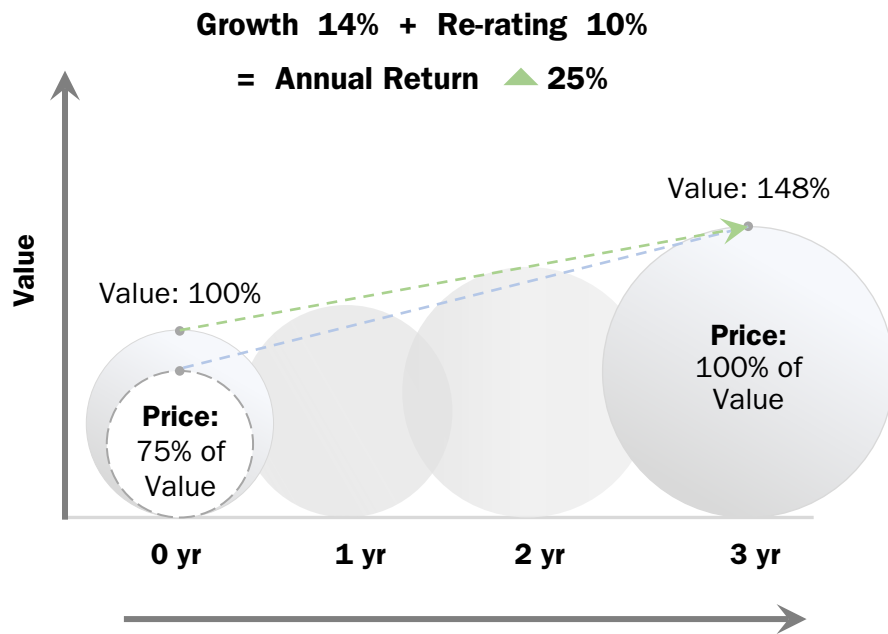 Growth 14% + Re-rating 10%
= Annual Return 25%
Value: 148%
Value
Value: 100%
Price:
75% of
Value
Price:
100% of
Value
0 yr
1 yr
2 yr
3 yr